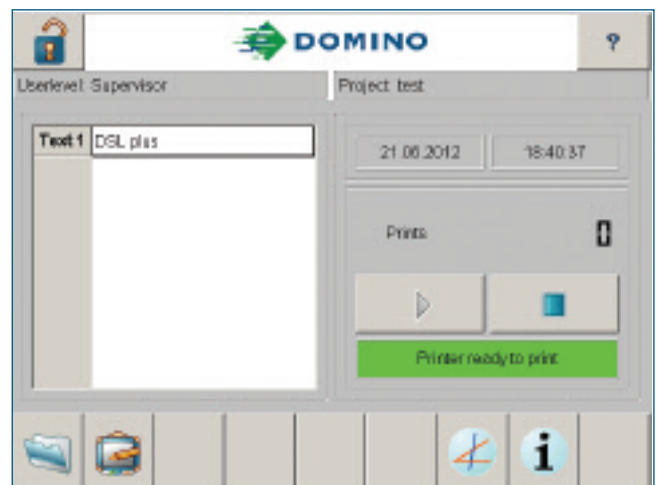 DOMINO
?
Userlevel: Supervisor
Project: test
Text 1 DSL plus
21.06.2012 18:40:37
Prints 0
Printer ready to print
i